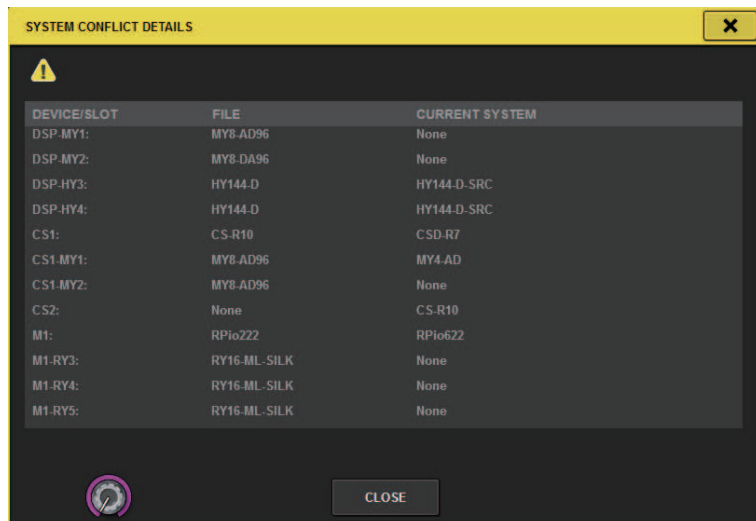 SYSTEM CONFLICT DETAILS
DEVICE/SLOT FILE CURRENT SYSTEM
DSP-MY1: MY8-AD96 None
DSP-MY2: MY8-DA96 None
DSP-HY3: HY144-D HY144-D-SRC
DSP-HY4: HY144-D HY144-D-SRC
CS1: CS-R10 CSD-R7
CS1-MY1: MY8-AD96 MY4-AD
CS1-MY2: MY8-AD96 None
CS2: None CS-R10
M1: RPio222 RPio622
M1-RY3: RY16-ML-SILK None
M1-RY4: RY16-ML-SILK None
M1-RY5: RY16-ML-SILK None
CLOSE